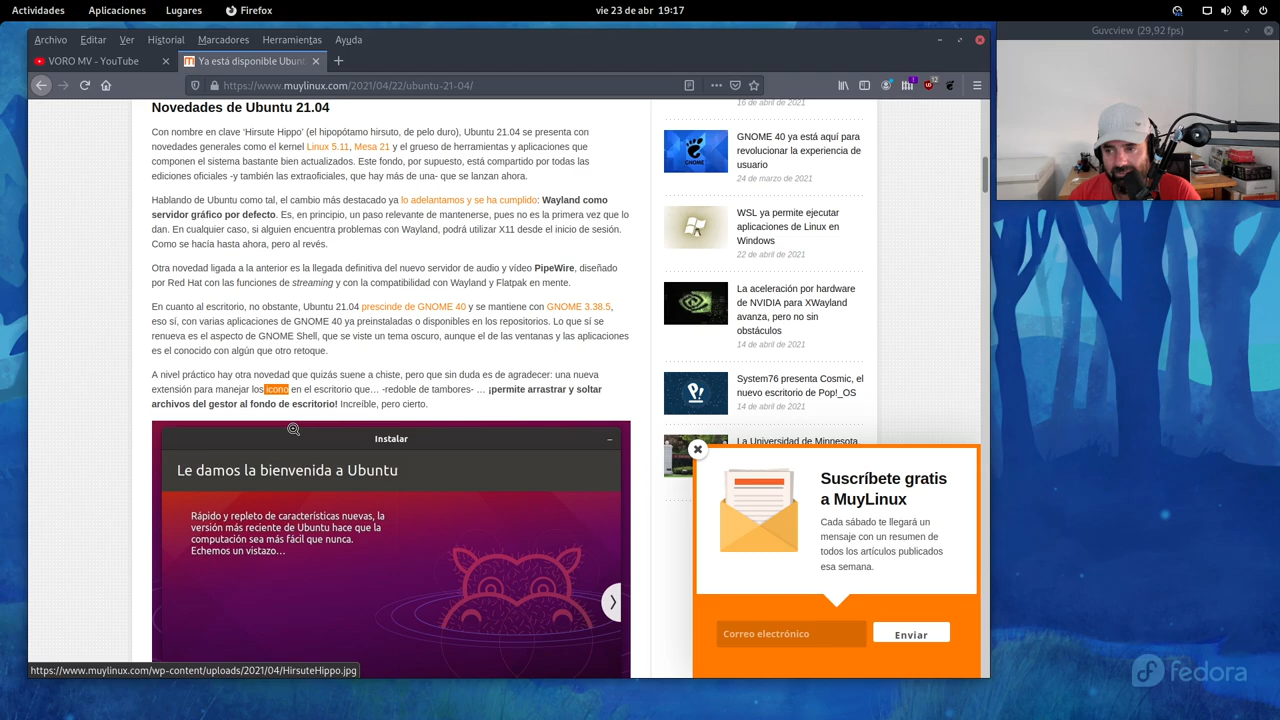 Actividades Aplicaciones Lugares Firefox vie 23 de abr 19:17
Archivo Editar Ver Historial Marcadores Herramientas Ayuda
VORO MV - YouTube
Ya está disponible Ubunt
https://www.muylinux.com/2021/04/22/ubuntu-21-04/
Guvcview (29,92 fps)
Novedades de Ubuntu 21.04
Con nombre en clave ‘Hirsute Hippo’ (el hipopótamo hirsuto, de pelo duro), Ubuntu 21.04 se presenta con
novedades generales como el kernel Linux 5.11, Mesa 21 y el grueso de herramientas y aplicaciones que
componen el sistema bastante bien actualizados. Este fondo, por supuesto, está compartido por todas las
ediciones oficiales -y también las extraoficiales, que hay más de una- que se lanzan ahora.
Hablando de Ubuntu como tal, el cambio más destacado ya lo adelantamos y se ha cumplido: Wayland como
servidor gráfico por defecto. Es, en principio, un paso relevante de mantenerse, pues no es la primera vez que lo
dan. En cualquier caso, si alguien encuentra problemas con Wayland, podrá utilizar X11 desde el inicio de sesión.
Como se hacía hasta ahora, pero al revés.
Otra novedad ligada a la anterior es la llegada definitiva del nuevo servidor de audio y vídeo PipeWire, diseñado
por Red Hat con las funciones de streaming y con la compatibilidad con Wayland y Flatpak en mente.
En cuanto al escritorio, no obstante, Ubuntu 21.04 prescinde de GNOME 40 y se mantiene con GNOME 3.38.5,
eso sí, con varias aplicaciones de GNOME 40 ya preinstaladas o disponibles en los repositorios. Lo que sí se
renueva es el aspecto de GNOME Shell, que se viste un tema oscuro, aunque el de las ventanas y las aplicaciones
es el conocido con algún que otro retoque.
A nivel práctico hay otra novedad que quizás suene a chiste, pero que sin duda es de agradecer: una nueva
extensión para manejar los icono en el escritorio que… -redoble de tambores- … ¡permite arrastrar y soltar
archivos del gestor al fondo de escritorio! Increíble, pero cierto.
Instalar
Le damos la bienvenida a Ubuntu
Rápido y repleto de características nuevas, la
versión más reciente de Ubuntu hace que la
computación sea más fácil que nunca.
Echemos un vistazo…
https://www.muylinux.com/wp-content/uploads/2021/04/HirsuteHippo.jpg
16 de abril de 2021
GNOME
GNOME 40 ya está aquí para
revolucionar la experiencia de
usuario
24 de marzo de 2021
WSL ya permite ejecutar
aplicaciones de Linux en
Windows
22 de abril de 2021
La aceleración por hardware
de NVIDIA para XWayland
avanza, pero no sin
obstáculos
14 de abril de 2021
System76 presenta Cosmic, el
nuevo escritorio de Pop!_OS
14 de abril de 2021
La Universidad de Minnesota,
Suscríbete gratis
a MuyLinux
Cada sábado te llegará un
mensaje con un resumen de
todos los artículos publicados
esa semana.
Correo electrónico
Enviar
fedora